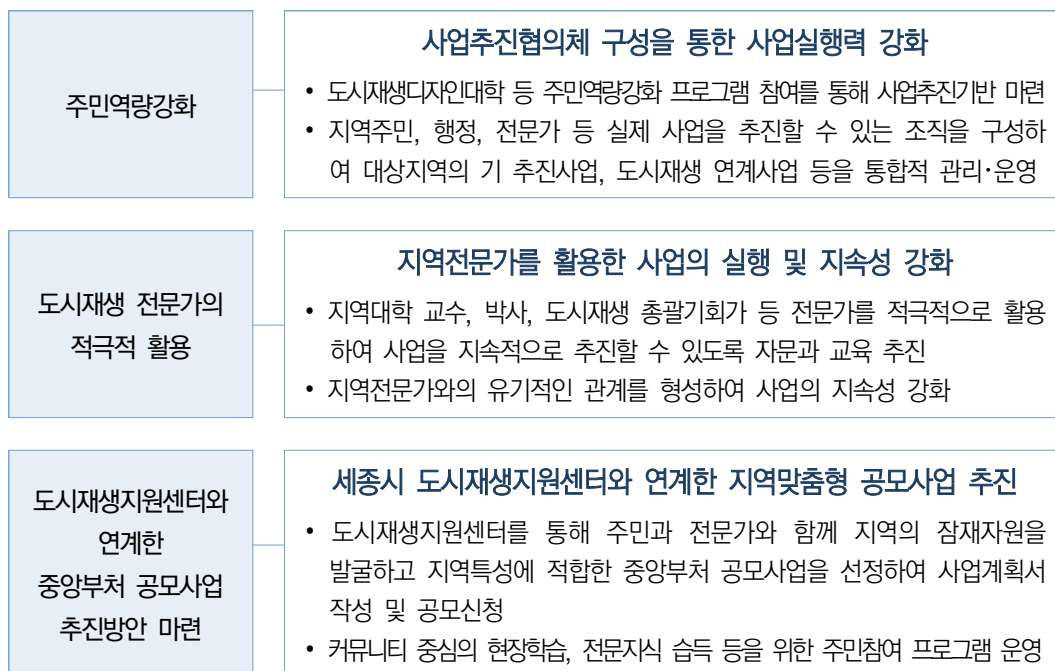 주민역량강화
사업추진협의체 구성을 통한 사업실행력 강화
• 도시재생디자인대학 등 주민역량강화 프로그램 참여를 통해 사업추진기반 마련
• 지역주민, 행정, 전문가 등 실제 사업을 추진할 수 있는 조직을 구성하
여 대상지역의 기 추진사업, 도시재생 연계사업 등을 통합적 관리·운영
도시재생 전문가의
적극적 활용
지역전문가를 활용한 사업의 실행 및 지속성 강화
• 지역대학 교수, 박사, 도시재생 총괄기회가 등 전문가를 적극적으로 활용
하여 사업을 지속적으로 추진할 수 있도록 자문과 교육 추진
• 지역전문가와의 유기적인 관계를 형성하여 사업의 지속성 강화
도시재생지원센터와
연계한
중앙부처 공모사업
추진방안 마련
세종시 도시재생지원센터와 연계한 지역맞춤형 공모사업 추진
• 도시재생지원센터를 통해 주민과 전문가와 함께 지역의 잠재자원을
발굴하고 지역특성에 적합한 중앙부처 공모사업을 선정하여 사업계획서
작성 및 공모신청
• 커뮤니티 중심의 현장학습, 전문지식 습득 등을 위한 주민참여 프로그램 운영